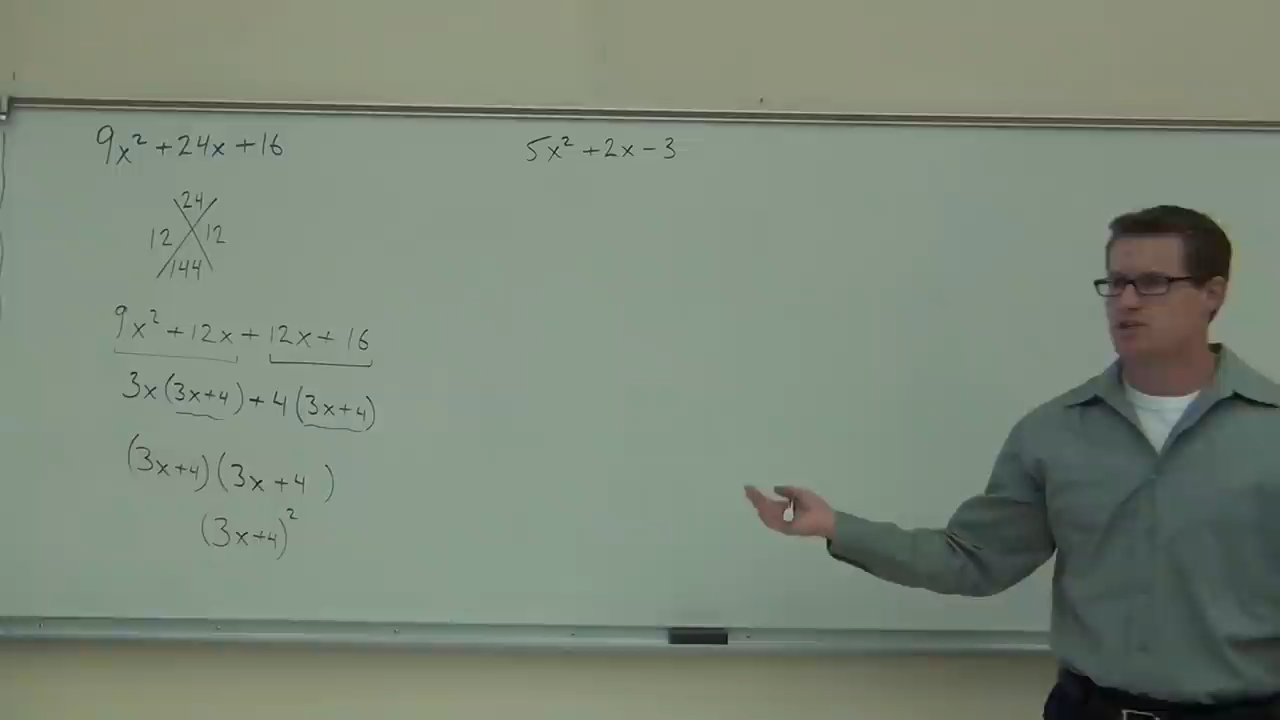 9x² + 24x + 16
24
12 12
144
9x² + 12x + 12x + 16
3x(3x+4) + 4(3x+4)
(3x+4)(3x+4)
(3x+4)²
5x² + 2x - 3